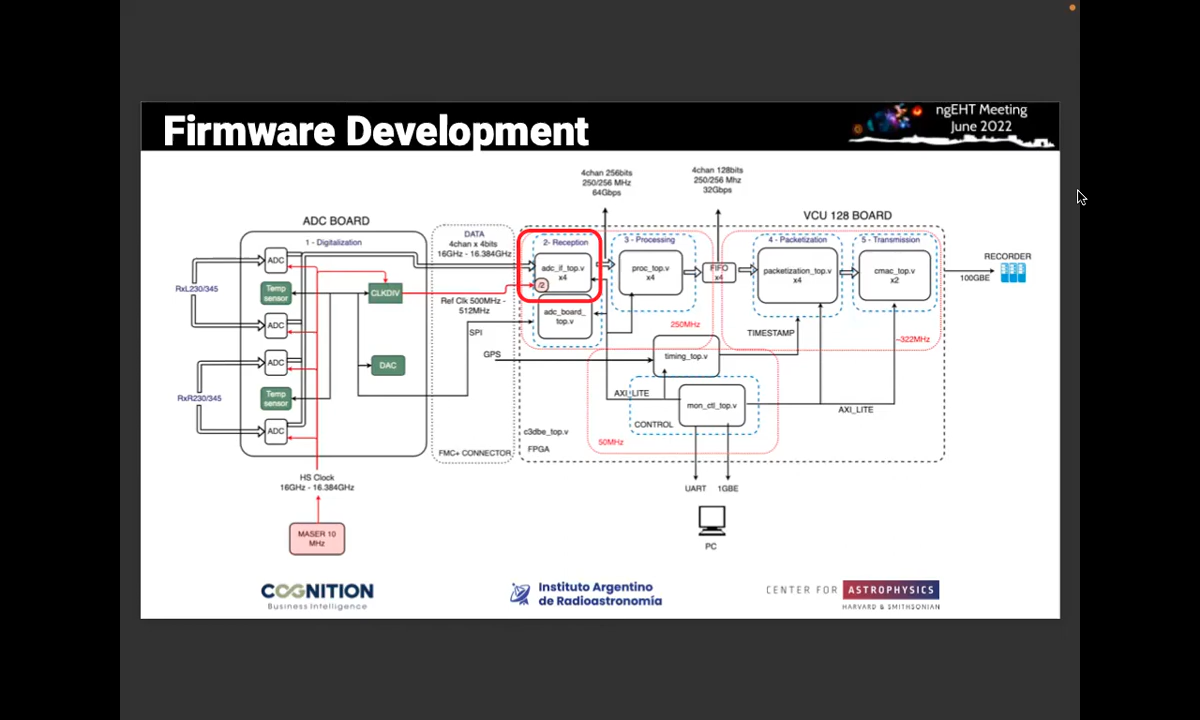 Firmware Development
ngEHT Meeting
June 2022
4chan 256bits
250/256 MHz
64Gbps
4chan 128bits
250/256 Mhz
32Gbps
ADC BOARD
VCU 128 BOARD
1 - Digitalization
DATA
4chan x 4bits
16GHz - 16.384GHz
2- Reception
3 - Processing
4 - Packetization
5 - Transmission
ADC
adc_if_top.v
x4
/2
proc_top.v
x4
FIFO
x4
packetization_top.v
x4
cmac_top.v
x2
RECORDER
100GBE
RxL230/345
Temp
sensor
CLKDIV
Ref Clk 500MHz -
512MHz
adc_board_
top.v
ADC
SPI
250MHz
TIMESTAMP
~322MHz
GPS
timing_top.v
ADC
DAC
RxR230/345
Temp
sensor
AXI_LITE
mon_ctl_top.v
AXI_LITE
CONTROL
ADC
c3dbe_top.v
50MHz
FPGA
FMC+ CONNECTOR
HS Clock
16GHz - 16.384GHz
UART
1GBE
MASER 10
MHz
PC
COGNITION
Business Intelligence
Instituto Argentino
de Radioastronomía
CENTER FOR ASTROPHYSICS
HARVARD & SMITHSONIAN